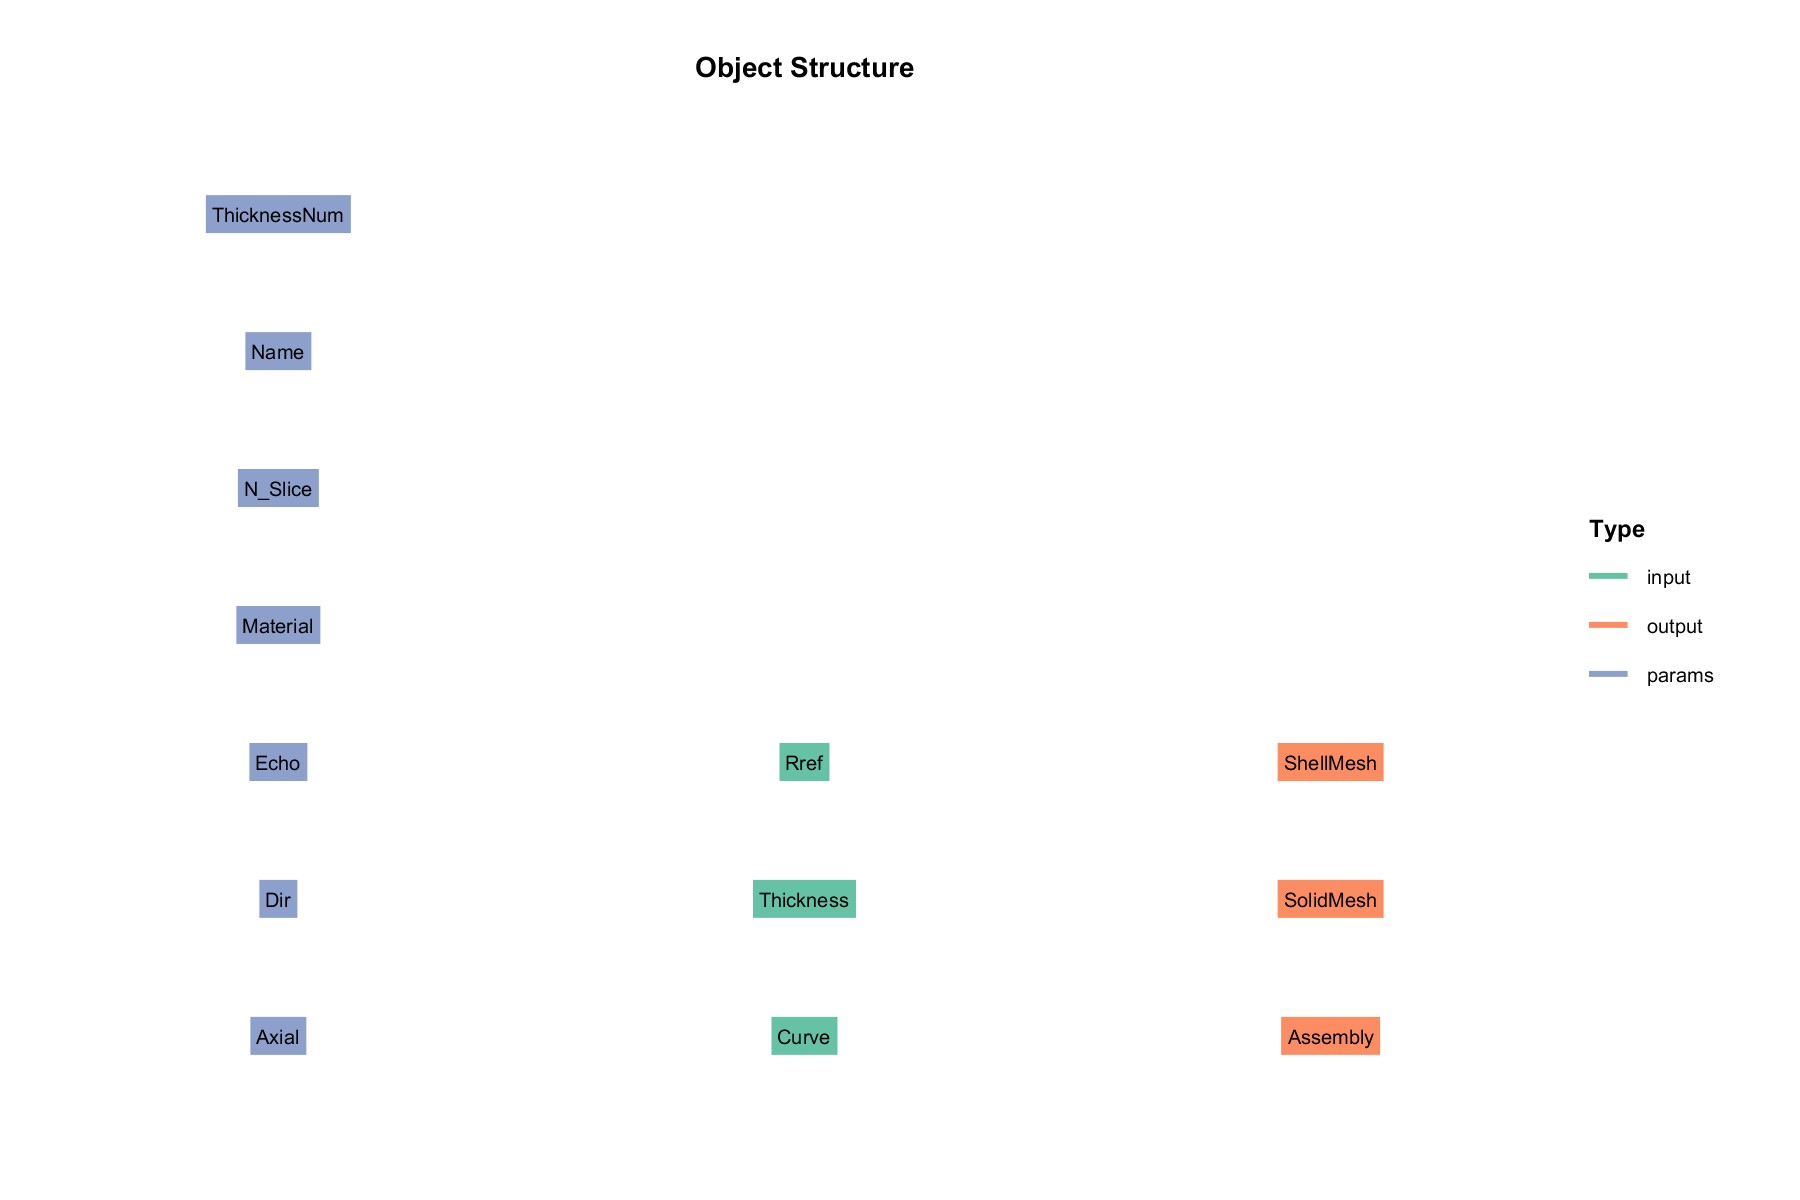 Object Structure
ThicknessNum
Name
N_Slice
Material
Echo
Dir
Axial
Rref
Thickness
Curve
ShellMesh
SolidMesh
Assembly
Type
input
output
params